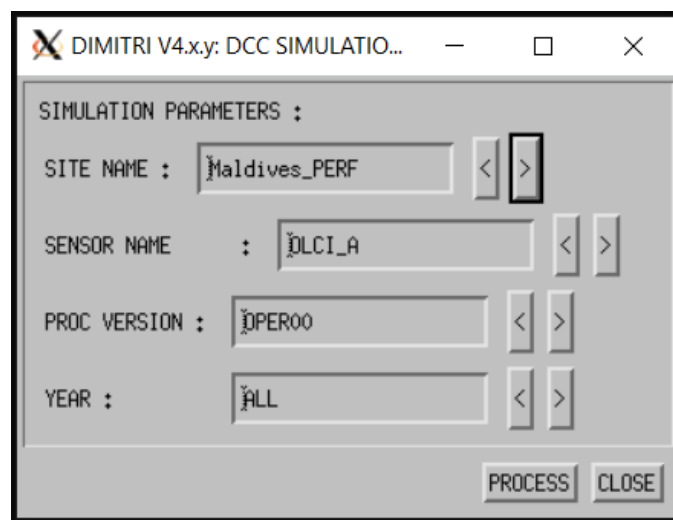 DIMITRI V4.x.y: DCC SIMULATIO...
SIMULATION PARAMETERS :
SITE NAME : Maldives_PERF < >
SENSOR NAME : OLCI_A < >
PROC VERSION : OPER00 < >
YEAR : ALL < >
PROCESS CLOSE